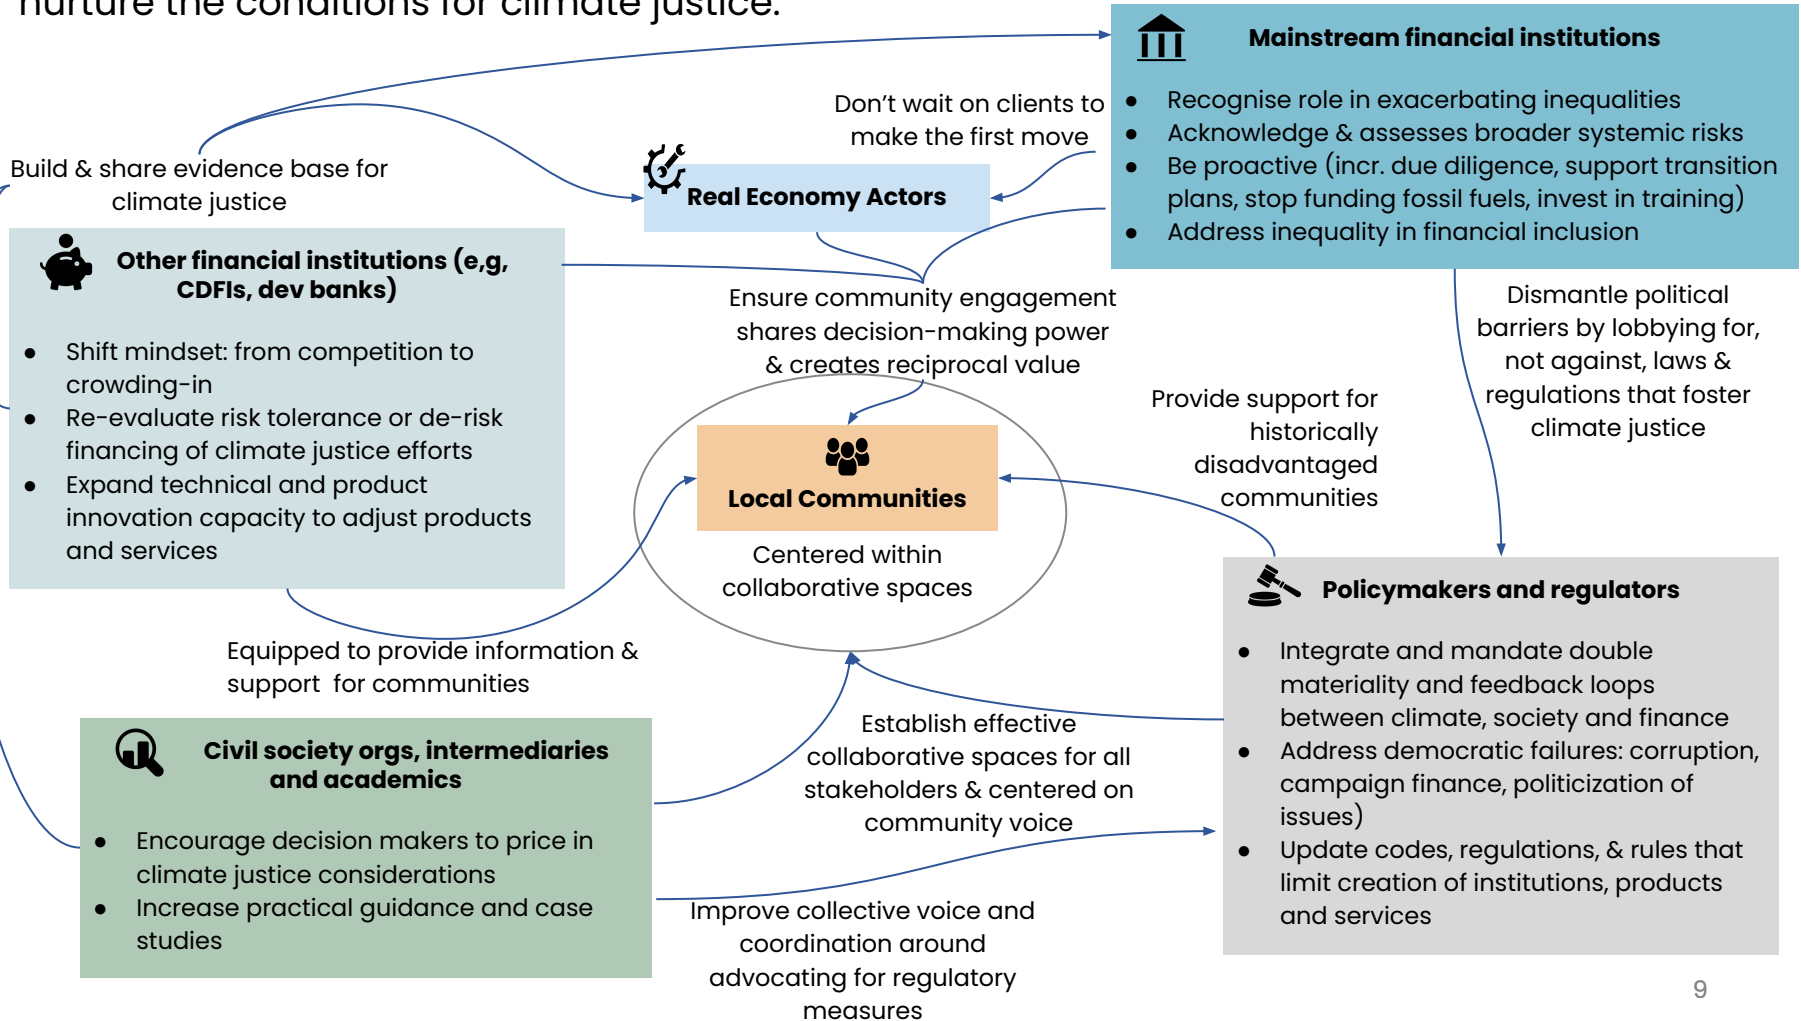 nurture the conditions for climate justice.
Mainstream financial institutions
● Recognise role in exacerbating inequalities
● Acknowledge & assesses broader systemic risks
● Be proactive (incr. due diligence, support transition
plans, stop funding fossil fuels, invest in training)
● Address inequality in financial inclusion
Don't wait on clients to
make the first move
Build & share evidence base for
climate justice
Real Economy Actors
Other financial institutions (e,g,
CDFIs, dev banks)
● Shift mindset: from competition to
crowding-in
● Re-evaluate risk tolerance or de-risk
financing of climate justice efforts
● Expand technical and product
innovation capacity to adjust products
and services
Ensure community engagement
shares decision-making power
& creates reciprocal value
Dismantle political
barriers by lobbying for,
not against, laws &
regulations that foster
climate justice
Provide support for
historically
disadvantaged
communities
Local Communities
Centered within
collaborative spaces
Equipped to provide information &
support  for communities
Policymakers and regulators
● Integrate and mandate double
materiality and feedback loops
between climate, society and finance
● Address democratic failures: corruption,
campaign finance, politicization of
issues)
● Update codes, regulations, & rules that
limit creation of institutions, products
and services
Civil society orgs, intermediaries
and academics
● Encourage decision makers to price in
climate justice considerations
● Increase practical guidance and case
studies
Establish effective
collaborative spaces for all
stakeholders & centered on
community voice
Improve collective voice and
coordination around
advocating for regulatory
measures
9